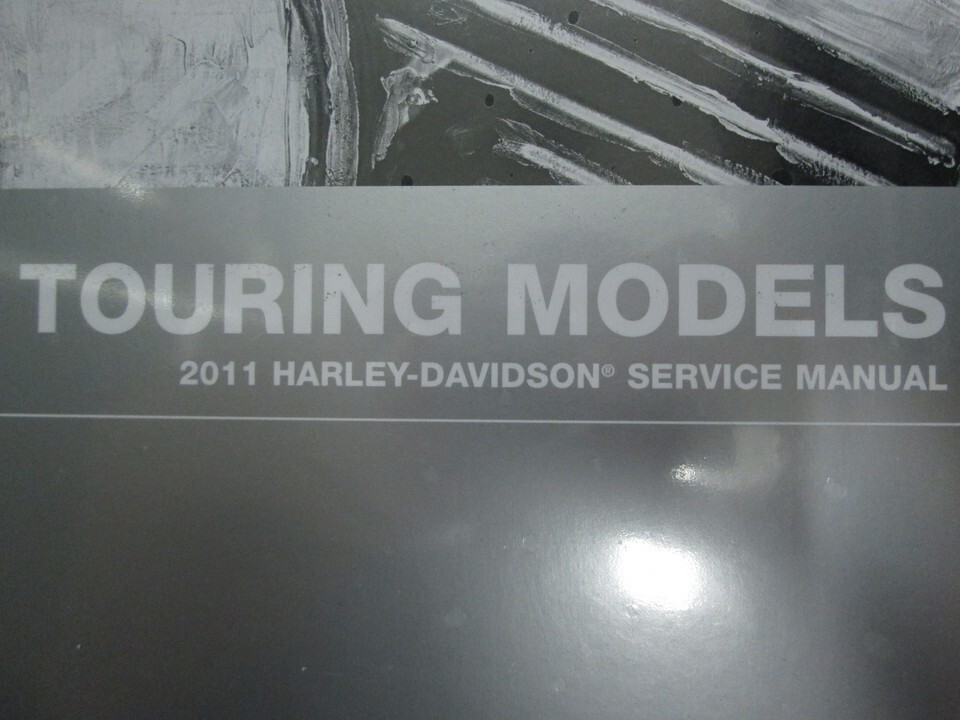 TOURING MODELS
2011 HARLEY-DAVIDSON® SERVICE MANUAL